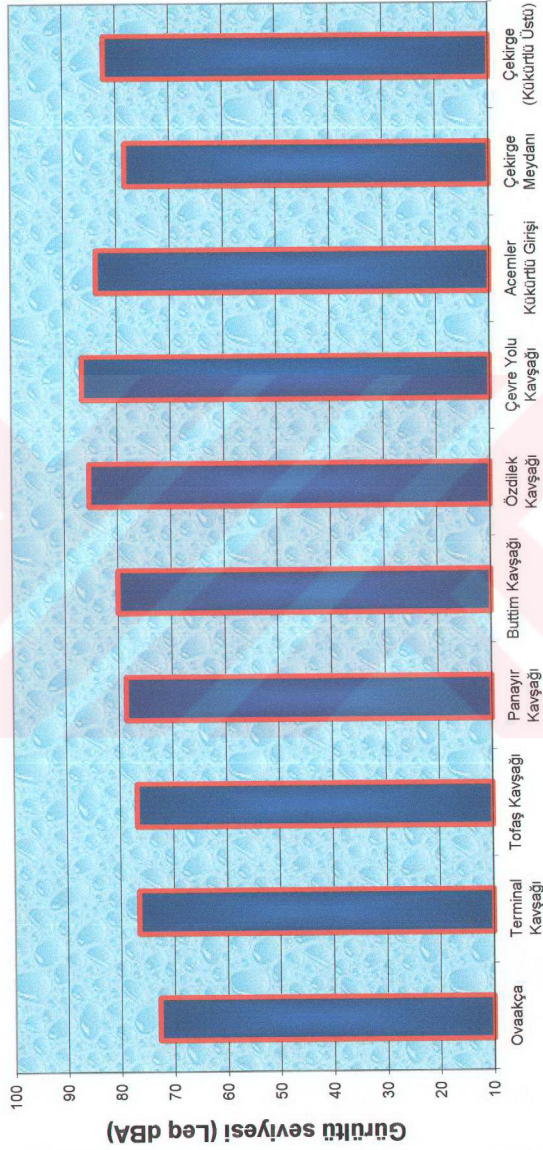 Gürültü seviyesi (Leq dBA)
100
90
80
70
60
50
40
30
20
10
Ovaakça
Terminal
Kavşağı
Tofaş Kavşağı
Panayır
Kavşağı
Buttim Kavşağı
Özdilek
Kavşağı
Çevre Yolu
Kavşağı
Acemler
Kükürtlü Girişi
Çekirge
Meydanı
Çekirge
(Kükürtlü Üstü)